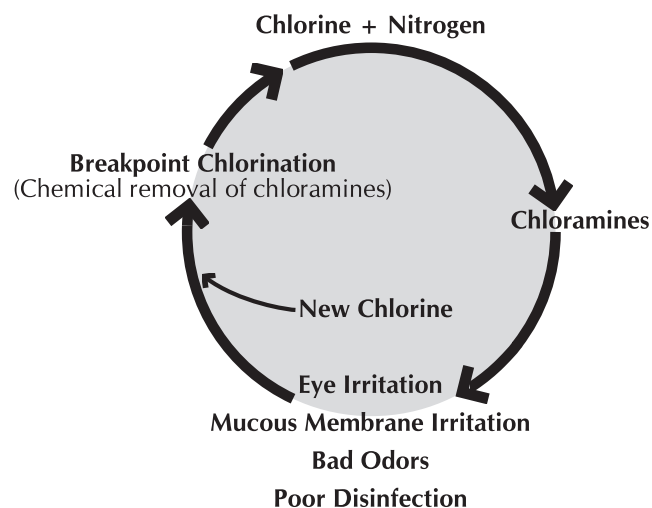 Chlorine + Nitrogen
Breakpoint Chlorination
(Chemical removal of chloramines)
Chloramines
New Chlorine
Eye Irritation
Mucous Membrane Irritation
Bad Odors
Poor Disinfection